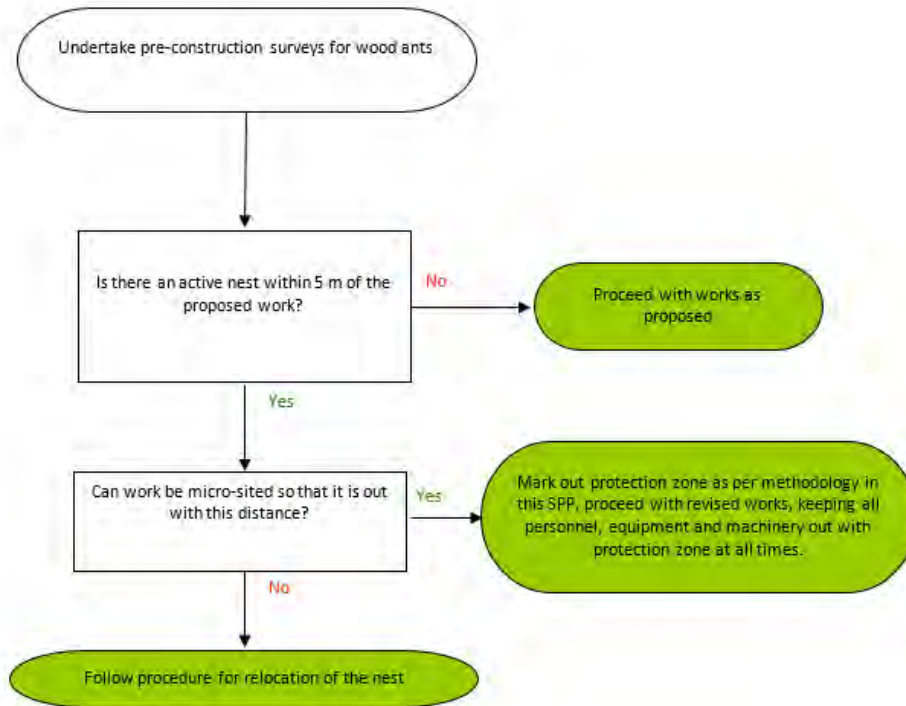 Undertake pre-construction surveys for wood ants
Is there an active nest within 5 m of the
proposed work?
No
Proceed with works as
proposed
Yes
Can work be micro-sited so that it is out
with this distance?
Yes
Mark out protection zone as per methodology in
this SPP, proceed with revised works, keeping all
personnel, equipment and machinery out with
protection zone at all times.
No
Follow procedure for relocation of the nest